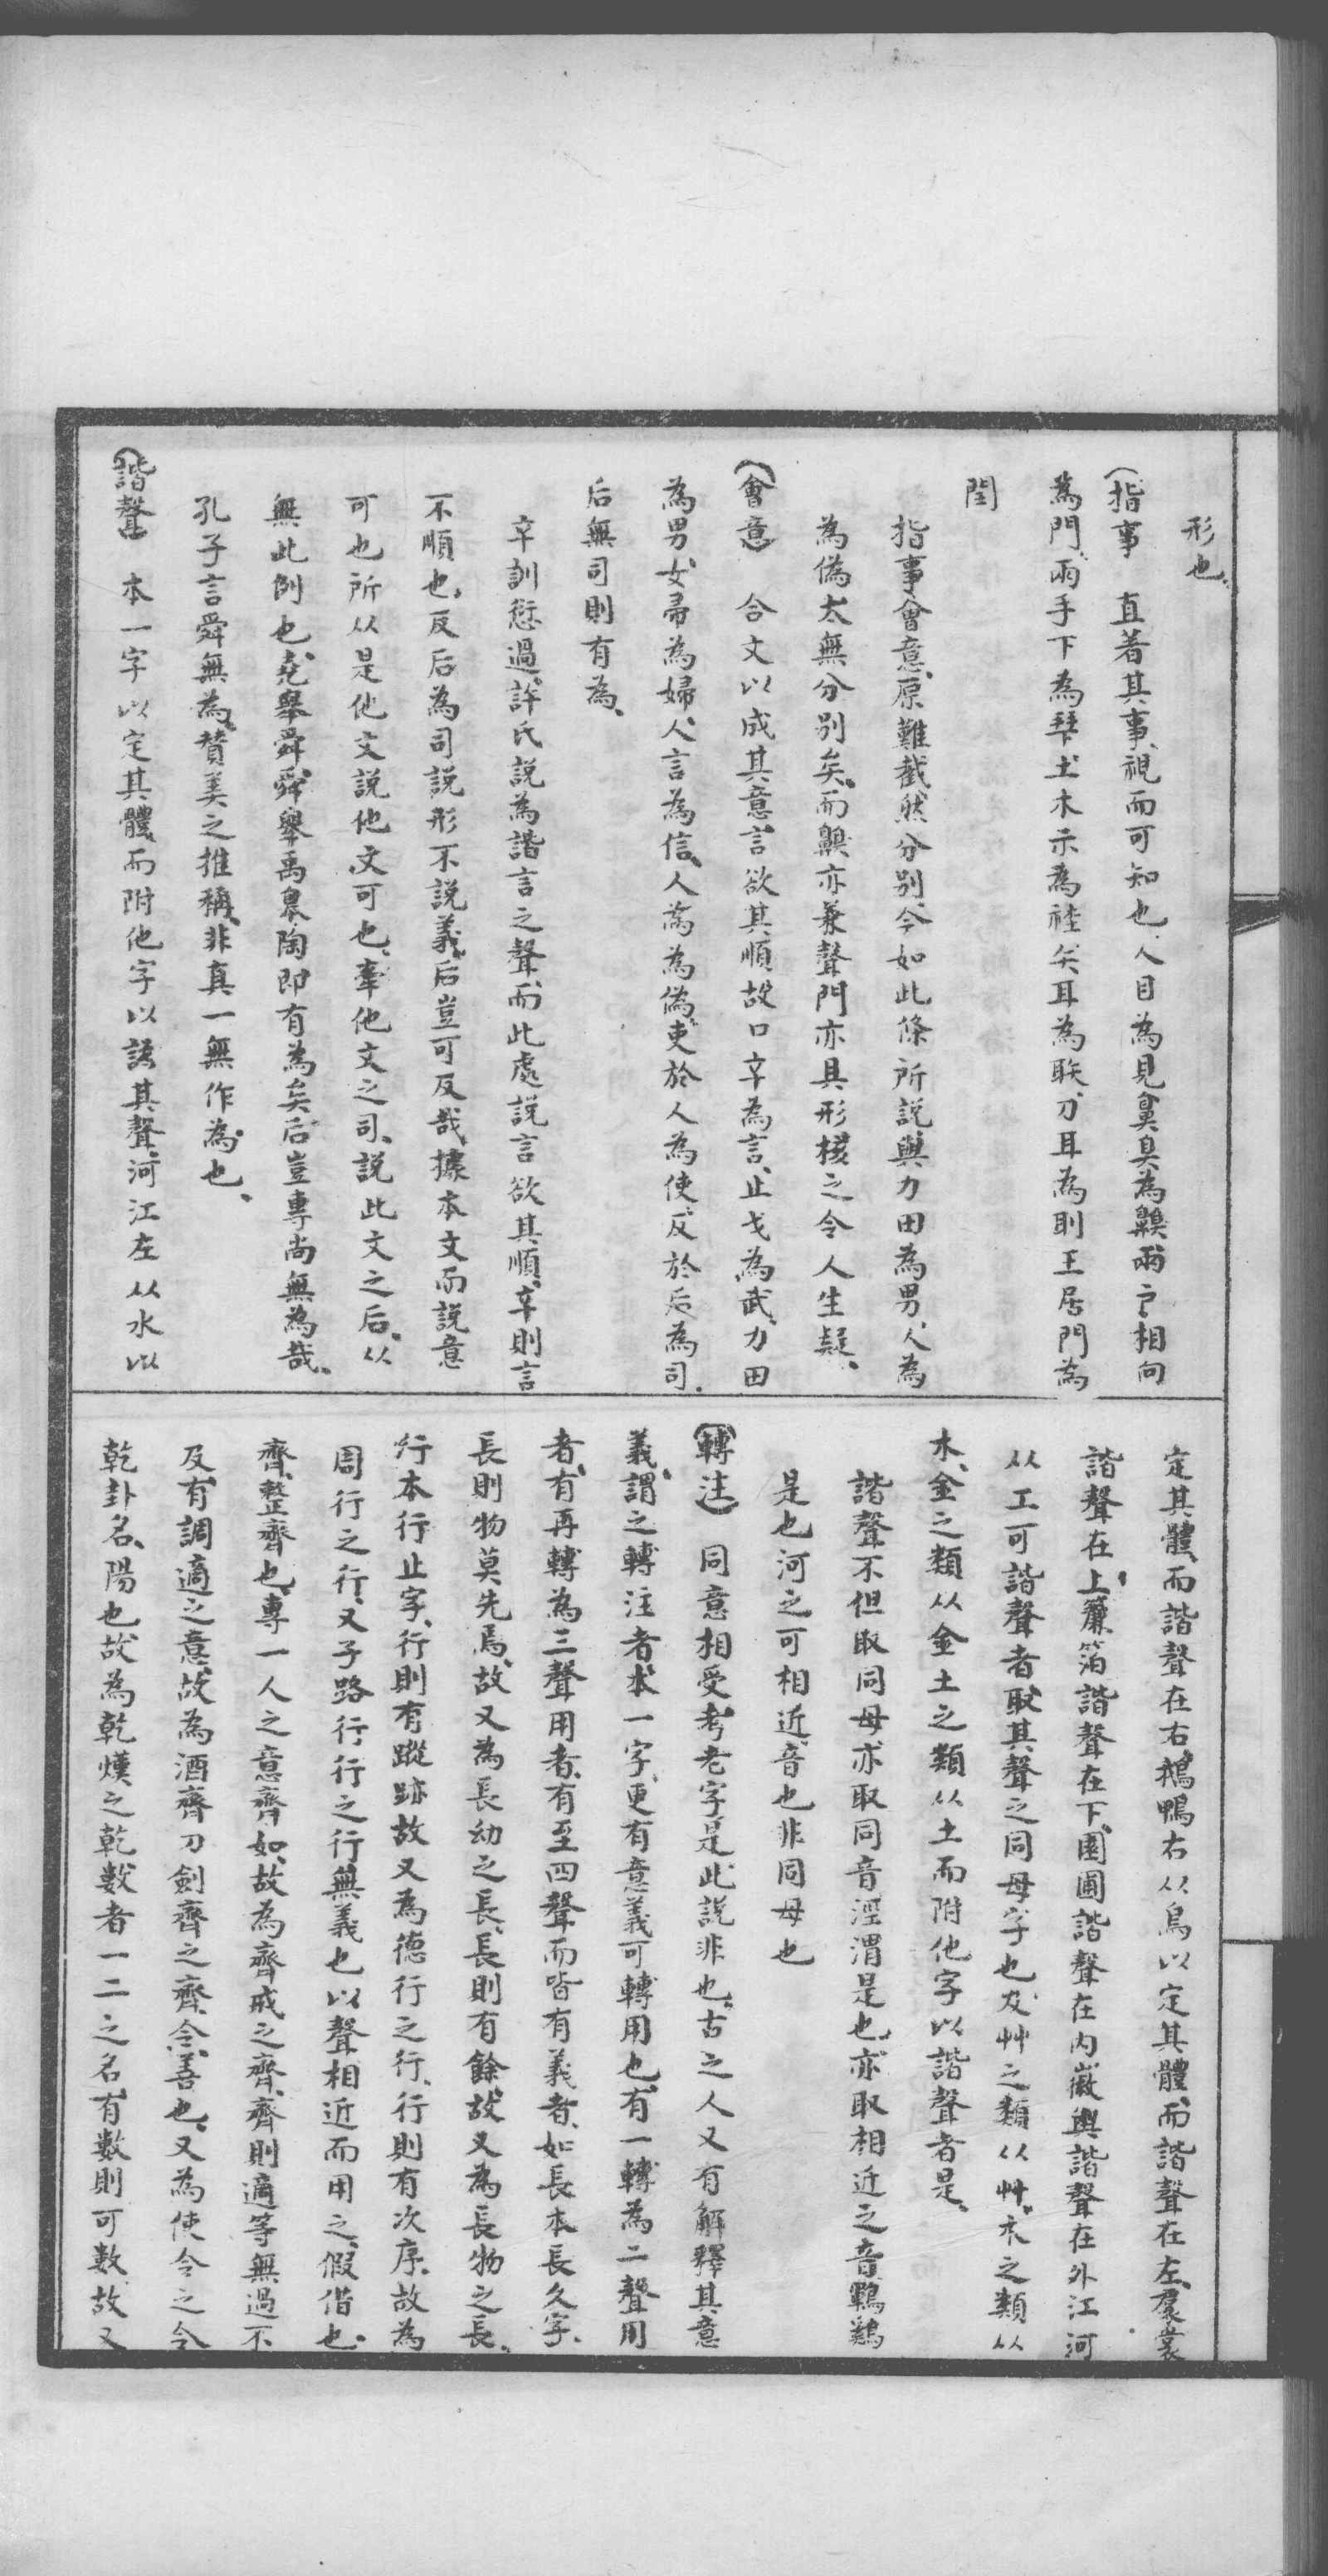 形也、
(指事　直着其事、視而可知也、人目為見、鼻臭為齅、兩戶相向
為門、兩手下為𢫶、土木示為社、矢耳為聅、刀耳為刵、王居門為
閏
指事會意、原難截然分別、今如此條所說與力田為男、人為
為偽太無分別矣、而齅亦兼聲門亦具形樣之令人生疑、
(會意)　合文以成其意、言欲其順、故口䇂為言、止戈為武、力田
為男、女帚為婦、人言為信、人為為偽、吏於人為使、反於后為司、
后無司則有為、
䇂訓愆過、許氏說為諧言之聲、而此處說言欲其順、䇂則言
不順也、反后為司說形不說義、后豈可反哉、據本文而說意
可也所从是他文說他文可也、牽他文之司、說此文之后、从
無此例也、堯舉舜、舜舉禹皋陶即有為矣、后豈專尚無為哉、
孔子言舜無為、贊美之推稱、非真一無作為也、
(諧聲)　本一字以定其體、而附他字以諧其聲、河江左从水以
定其體、而諧聲在右、鵝鴨右从鳥以定其體、而諧聲在左、羣裳
諧聲在上、簾箔諧聲在下、園圃諧聲在內、徽輿諧聲在外江河
从工可諧聲者、取其聲之同母字也、及艸之類从艸、木之類从
木、金之類从金土之類从土而附他字以諧聲者是、
諧聲不但取同母、亦取同音、涇渭是也、亦取相近之音、鵶鷄
是也河之可相近、音也非同母也
(轉注)　同意相受、考老字是此說非也、古之人又有解釋其意
義謂之轉注者、本一字、更有意義可轉用也、有一轉為二聲用
者、有再轉為三聲用者、有至四聲而皆有義者、如長本長久字、
長則物莫先焉、故又為長幼之長、長則有餘、故又為長物之長、
行本行止字、行則有蹤跡故又為德行之行、行則有次序、故為
周行之行、又子路行行之行無義也以聲相近而用之、假借也、
齊、整齊也、專一人之意齊如、故為齊戒之齊、齊則適等無過不
及、有調適之意、故為酒齊刀劍齊之齊、令、善也、又為使令之令
乾卦名、陽也故為乾熯之乾、數者一二之名有數則可數、故又